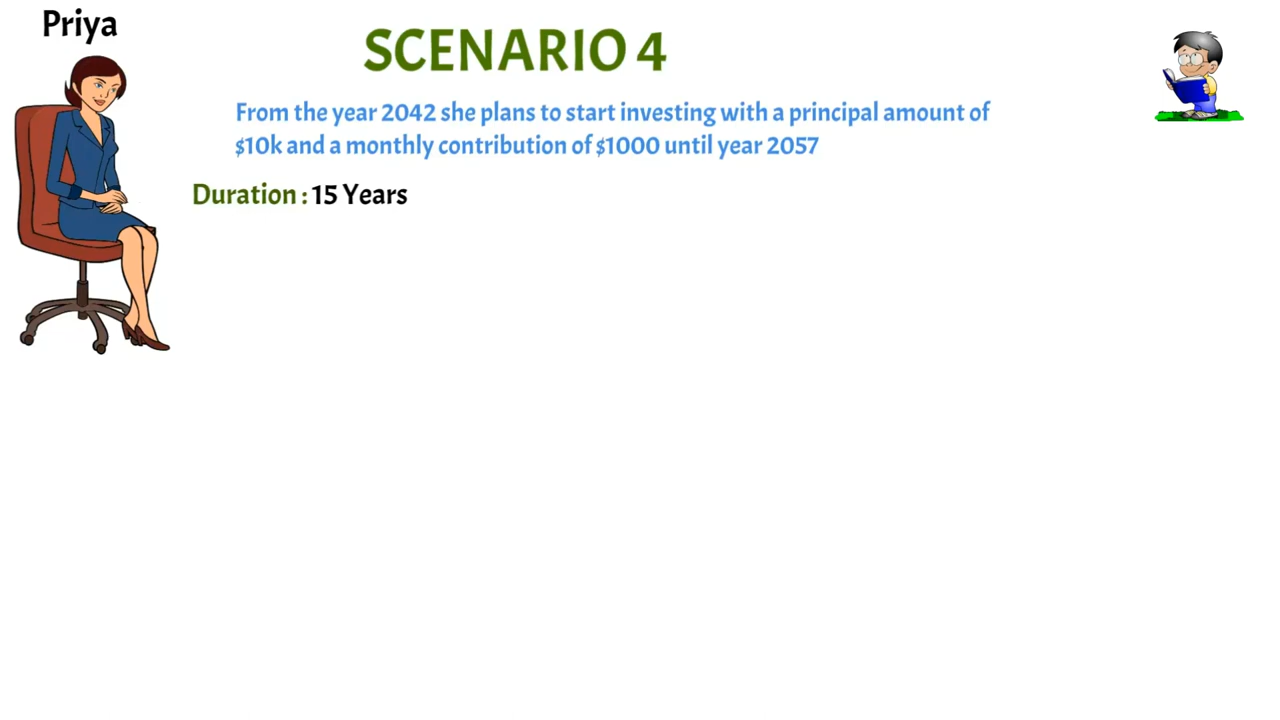 Priya
SCENARIO 4
From the year 2042 she plans to start investing with a principal amount of
$10k and a monthly contribution of $1000 until year 2057
Duration : 15 Years